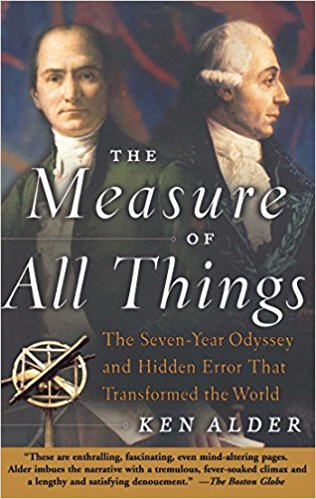 THE
Measure
OF
All Things
The Seven-Year Odyssey
and Hidden Error That
Transformed the World
KEN ALDER
"These are enthralling, fascinating, even mind-altering pages.
Alder imbues the narrative with a tremulous, fever-soaked climax and
a lengthy and satisfying denouement." —The Boston Globe